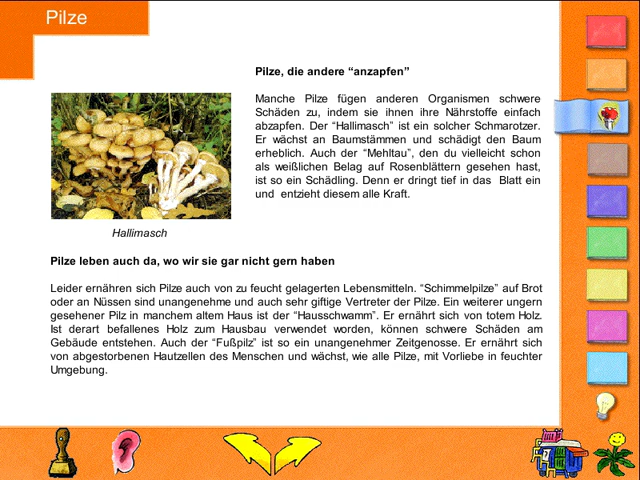 Pilze
Pilze, die andere “anzapfen”
Manche Pilze fügen anderen Organismen schwere
Schäden zu, indem sie ihnen ihre Nährstoffe einfach
abzapfen. Der “Hallimasch” ist ein solcher Schmarotzer.
Er wächst an Baumstämmen und schädigt den Baum
erheblich. Auch der “Mehltau”, den du vielleicht schon
als weißlichen Belag auf Rosenblättern gesehen hast,
ist so ein Schädling. Denn er dringt tief in das Blatt ein
und entzieht diesem alle Kraft.
Hallimasch
Pilze leben auch da, wo wir sie gar nicht gern haben
Leider ernähren sich Pilze auch von zu feucht gelagerten Lebensmitteln. “Schimmelpilze” auf Brot
oder an Nüssen sind unangenehme und auch sehr giftige Vertreter der Pilze. Ein weiterer ungern
gesehener Pilz in manchem altem Haus ist der “Hausschwamm”. Er ernährt sich von totem Holz.
Ist derart befallenes Holz zum Hausbau verwendet worden, können schwere Schäden am
Gebäude entstehen. Auch der “Fußpilz” ist so ein unangenehmer Zeitgenosse. Er ernährt sich
von abgestorbenen Hautzellen des Menschen und wächst, wie alle Pilze, mit Vorliebe in feuchter
Umgebung.